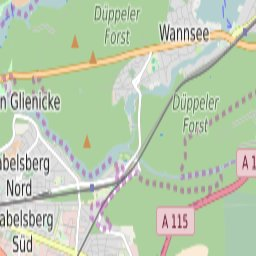 Düppeler
Forst
Wannsee
n Glienicke
Düppeler
Forst
abelsberg
Nord
A 1
abelsberg
Süd
A 115